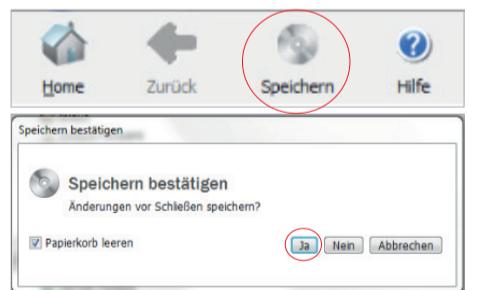 Home Zurück Speichern Hilfe
Speichern bestätigen
Speichern bestätigen
Änderungen vor Schließen speichern?
Papierkorb leeren Ja Nein Abbrechen